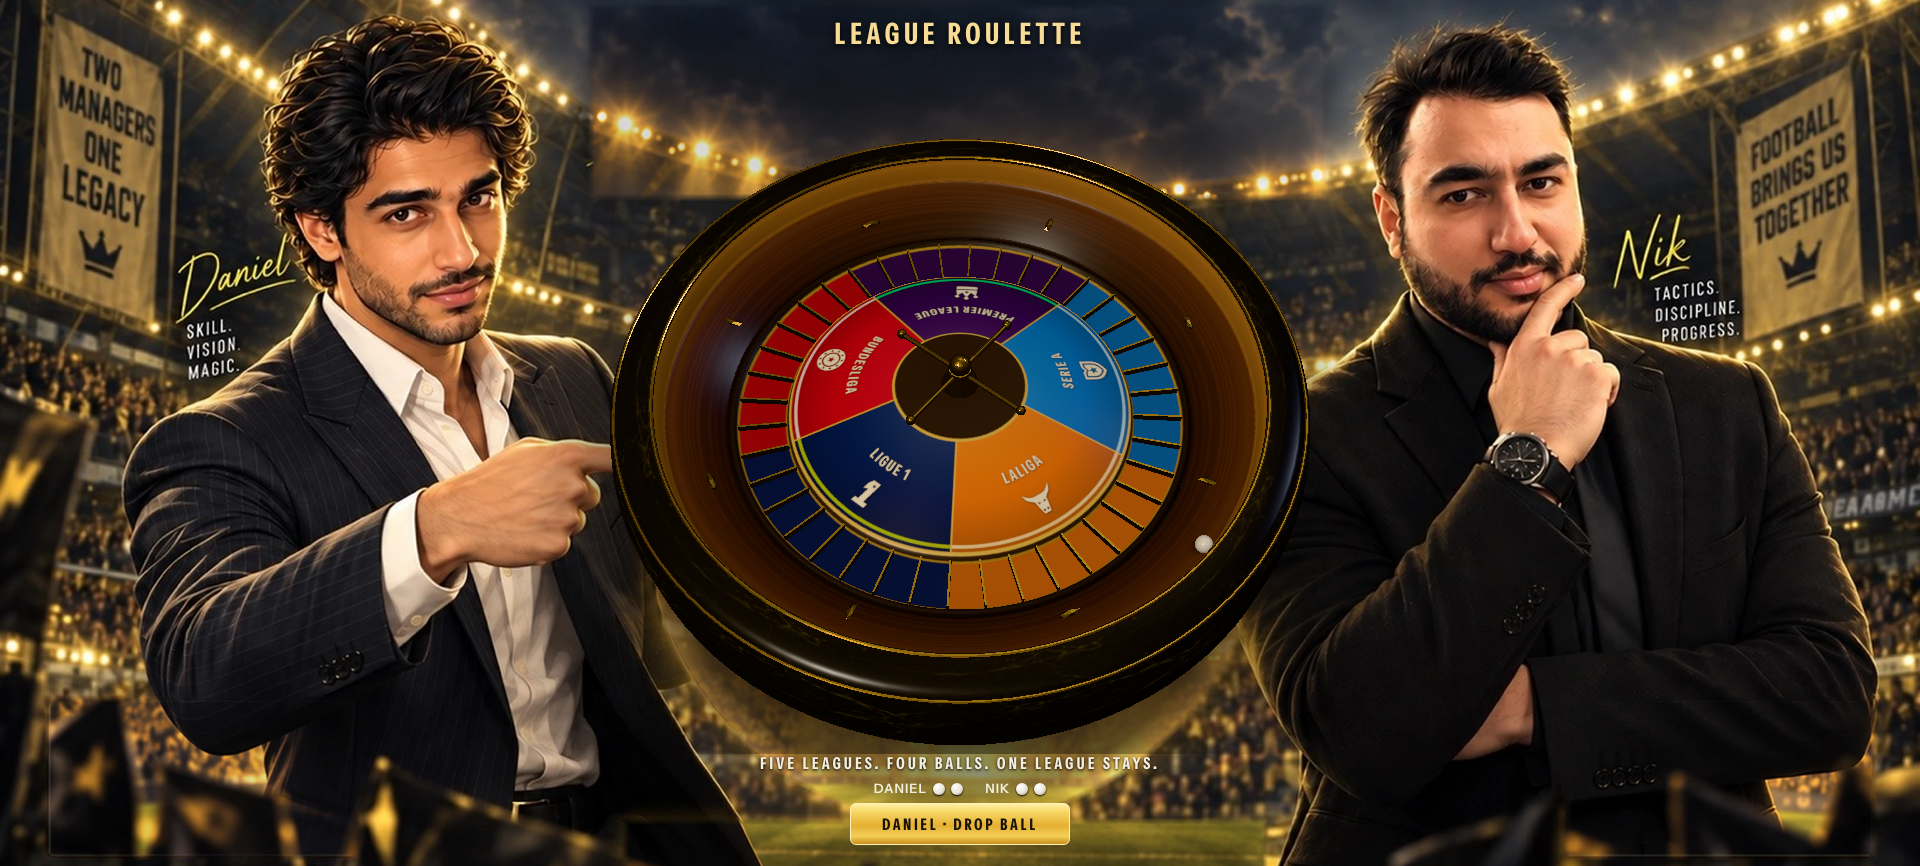 LEAGUE ROULETTE
TWO
MANAGERS
ONE
LEGACY
Daniel
SKILL.
VISION.
MAGIC.
FOOTBALL
BRINGS US
TOGETHER
Nik
TACTICS.
DISCIPLINE.
PROGRESS.
PREMIER LEAGUE
BUNDESLIGA
SERIE A
LIGUE 1
1
LALIGA
FIVE LEAGUES. FOUR BALLS. ONE LEAGUE STAYS.
DANIEL NIK
DANIEL · DROP BALL